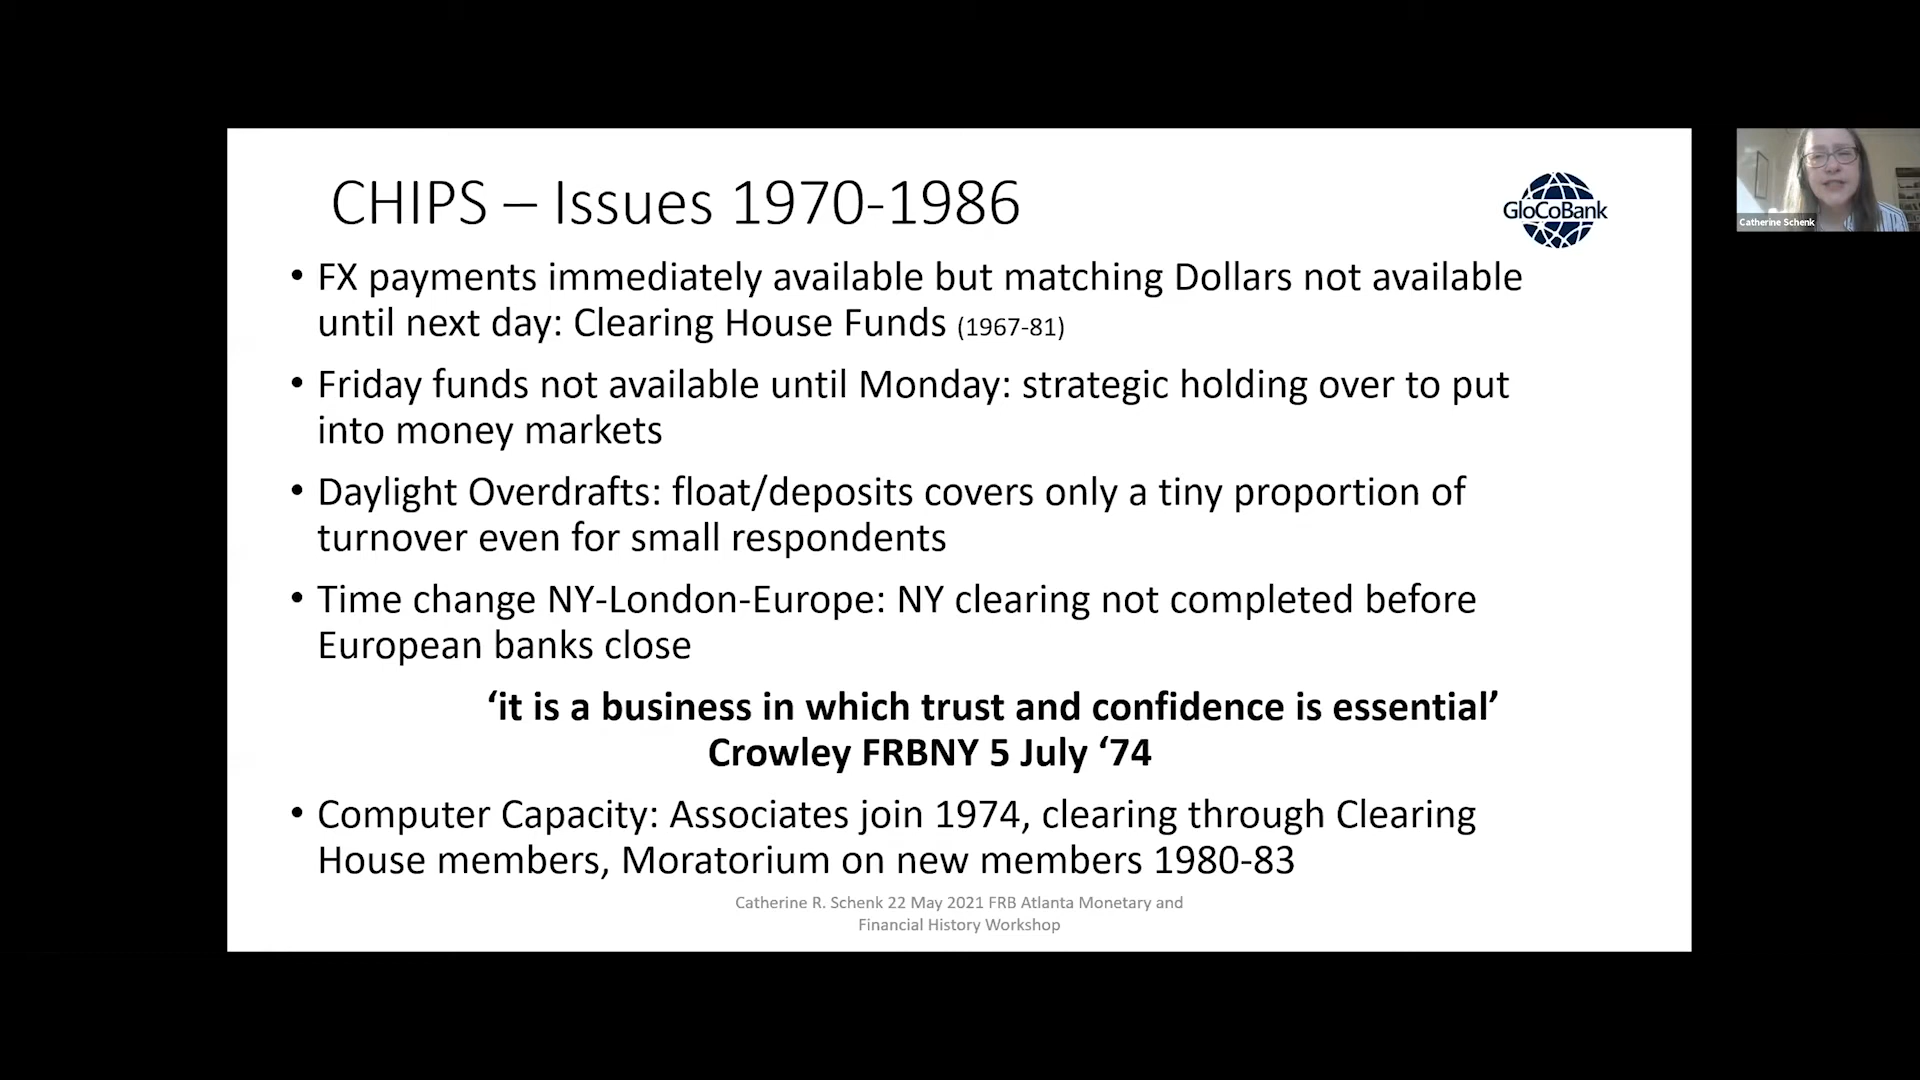 CHIPS – Issues 1970-1986
GloCoBank
Catherine Schenk
• FX payments immediately available but matching Dollars not available
until next day: Clearing House Funds (1967-81)
• Friday funds not available until Monday: strategic holding over to put
into money markets
• Daylight Overdrafts: float/deposits covers only a tiny proportion of
turnover even for small respondents
• Time change NY-London-Europe: NY clearing not completed before
European banks close
‘it is a business in which trust and confidence is essential’
Crowley FRBNY 5 July ‘74
• Computer Capacity: Associates join 1974, clearing through Clearing
House members, Moratorium on new members 1980-83
Catherine R. Schenk 22 May 2021 FRB Atlanta Monetary and
Financial History Workshop